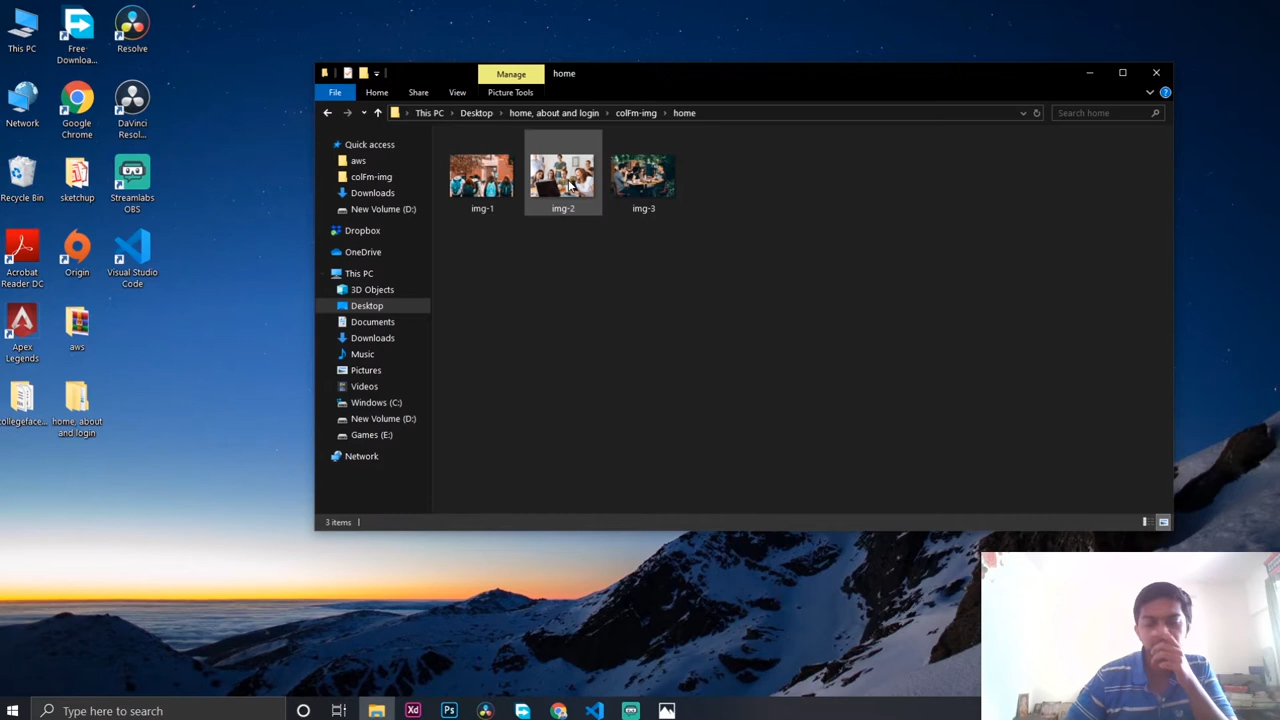 This PC
Free
Downloa...
Resolve
Network
Google
Chrome
DaVinci
Resol...
Recycle Bin
sketchup
Streamlabs
OBS
Acrobat
Reader DC
Origin
Visual Studio
Code
Apex
Legends
aws
collegeface...
home, about
and login
Manage
home
File
Home
Share
View
Picture Tools
This PC > Desktop > home, about and login > colFm-img > home
Search home
Quick access
aws
colFm-img
Downloads
New Volume (D:)
Dropbox
OneDrive
This PC
3D Objects
Desktop
Documents
Downloads
Music
Pictures
Videos
Windows (C:)
New Volume (D:)
Games (E:)
Network
img-1
img-2
img-3
3 items
Type here to search
Xd
Ps